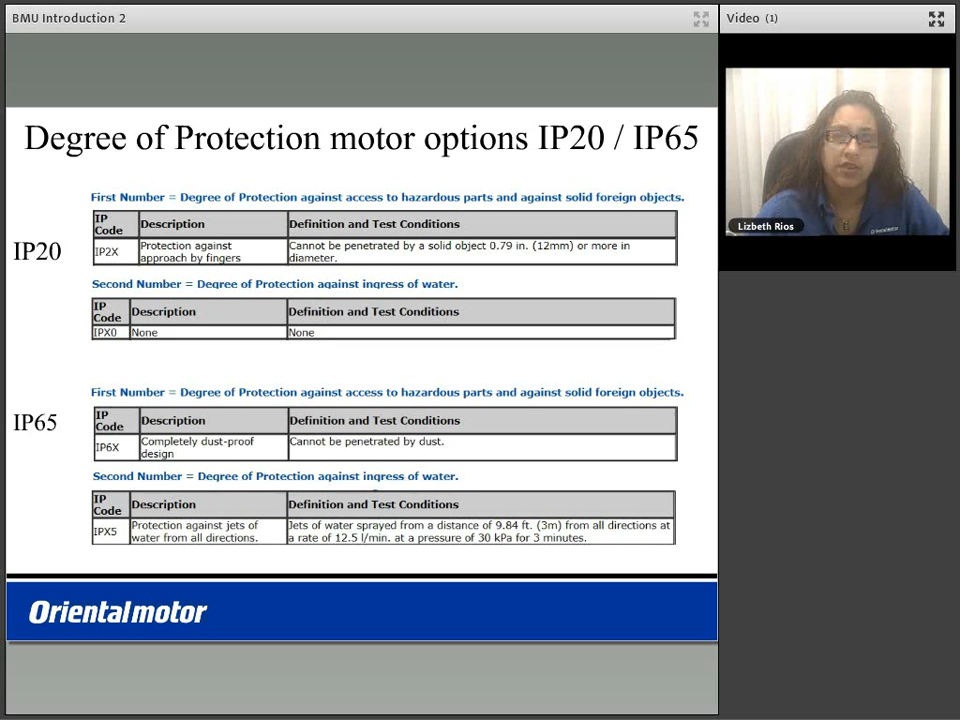 BMU Introduction 2
Video (1)
Degree of Protection motor options IP20 / IP65
First Number = Degree of Protection against access to hazardous parts and against solid foreign objects.
IP20
IP Code Description Definition and Test Conditions
IP2X Protection against approach by fingers Cannot be penetrated by a solid object 0.79 in. (12mm) or more in diameter.
Second Number = Degree of Protection against ingress of water.
IP Code Description Definition and Test Conditions
IPX0 None None
First Number = Degree of Protection against access to hazardous parts and against solid foreign objects.
IP65
IP Code Description Definition and Test Conditions
IP6X Completely dust-proof design Cannot be penetrated by dust.
Second Number = Degree of Protection against ingress of water.
IP Code Description Definition and Test Conditions
IPX5 Protection against jets of water from all directions. Jets of water sprayed from a distance of 9.84 ft. (3m) from all directions at a rate of 12.5 l/min. at a pressure of 30 kPa for 3 minutes.
Orientalmotor
Lizbeth Rios
Orientalmotor